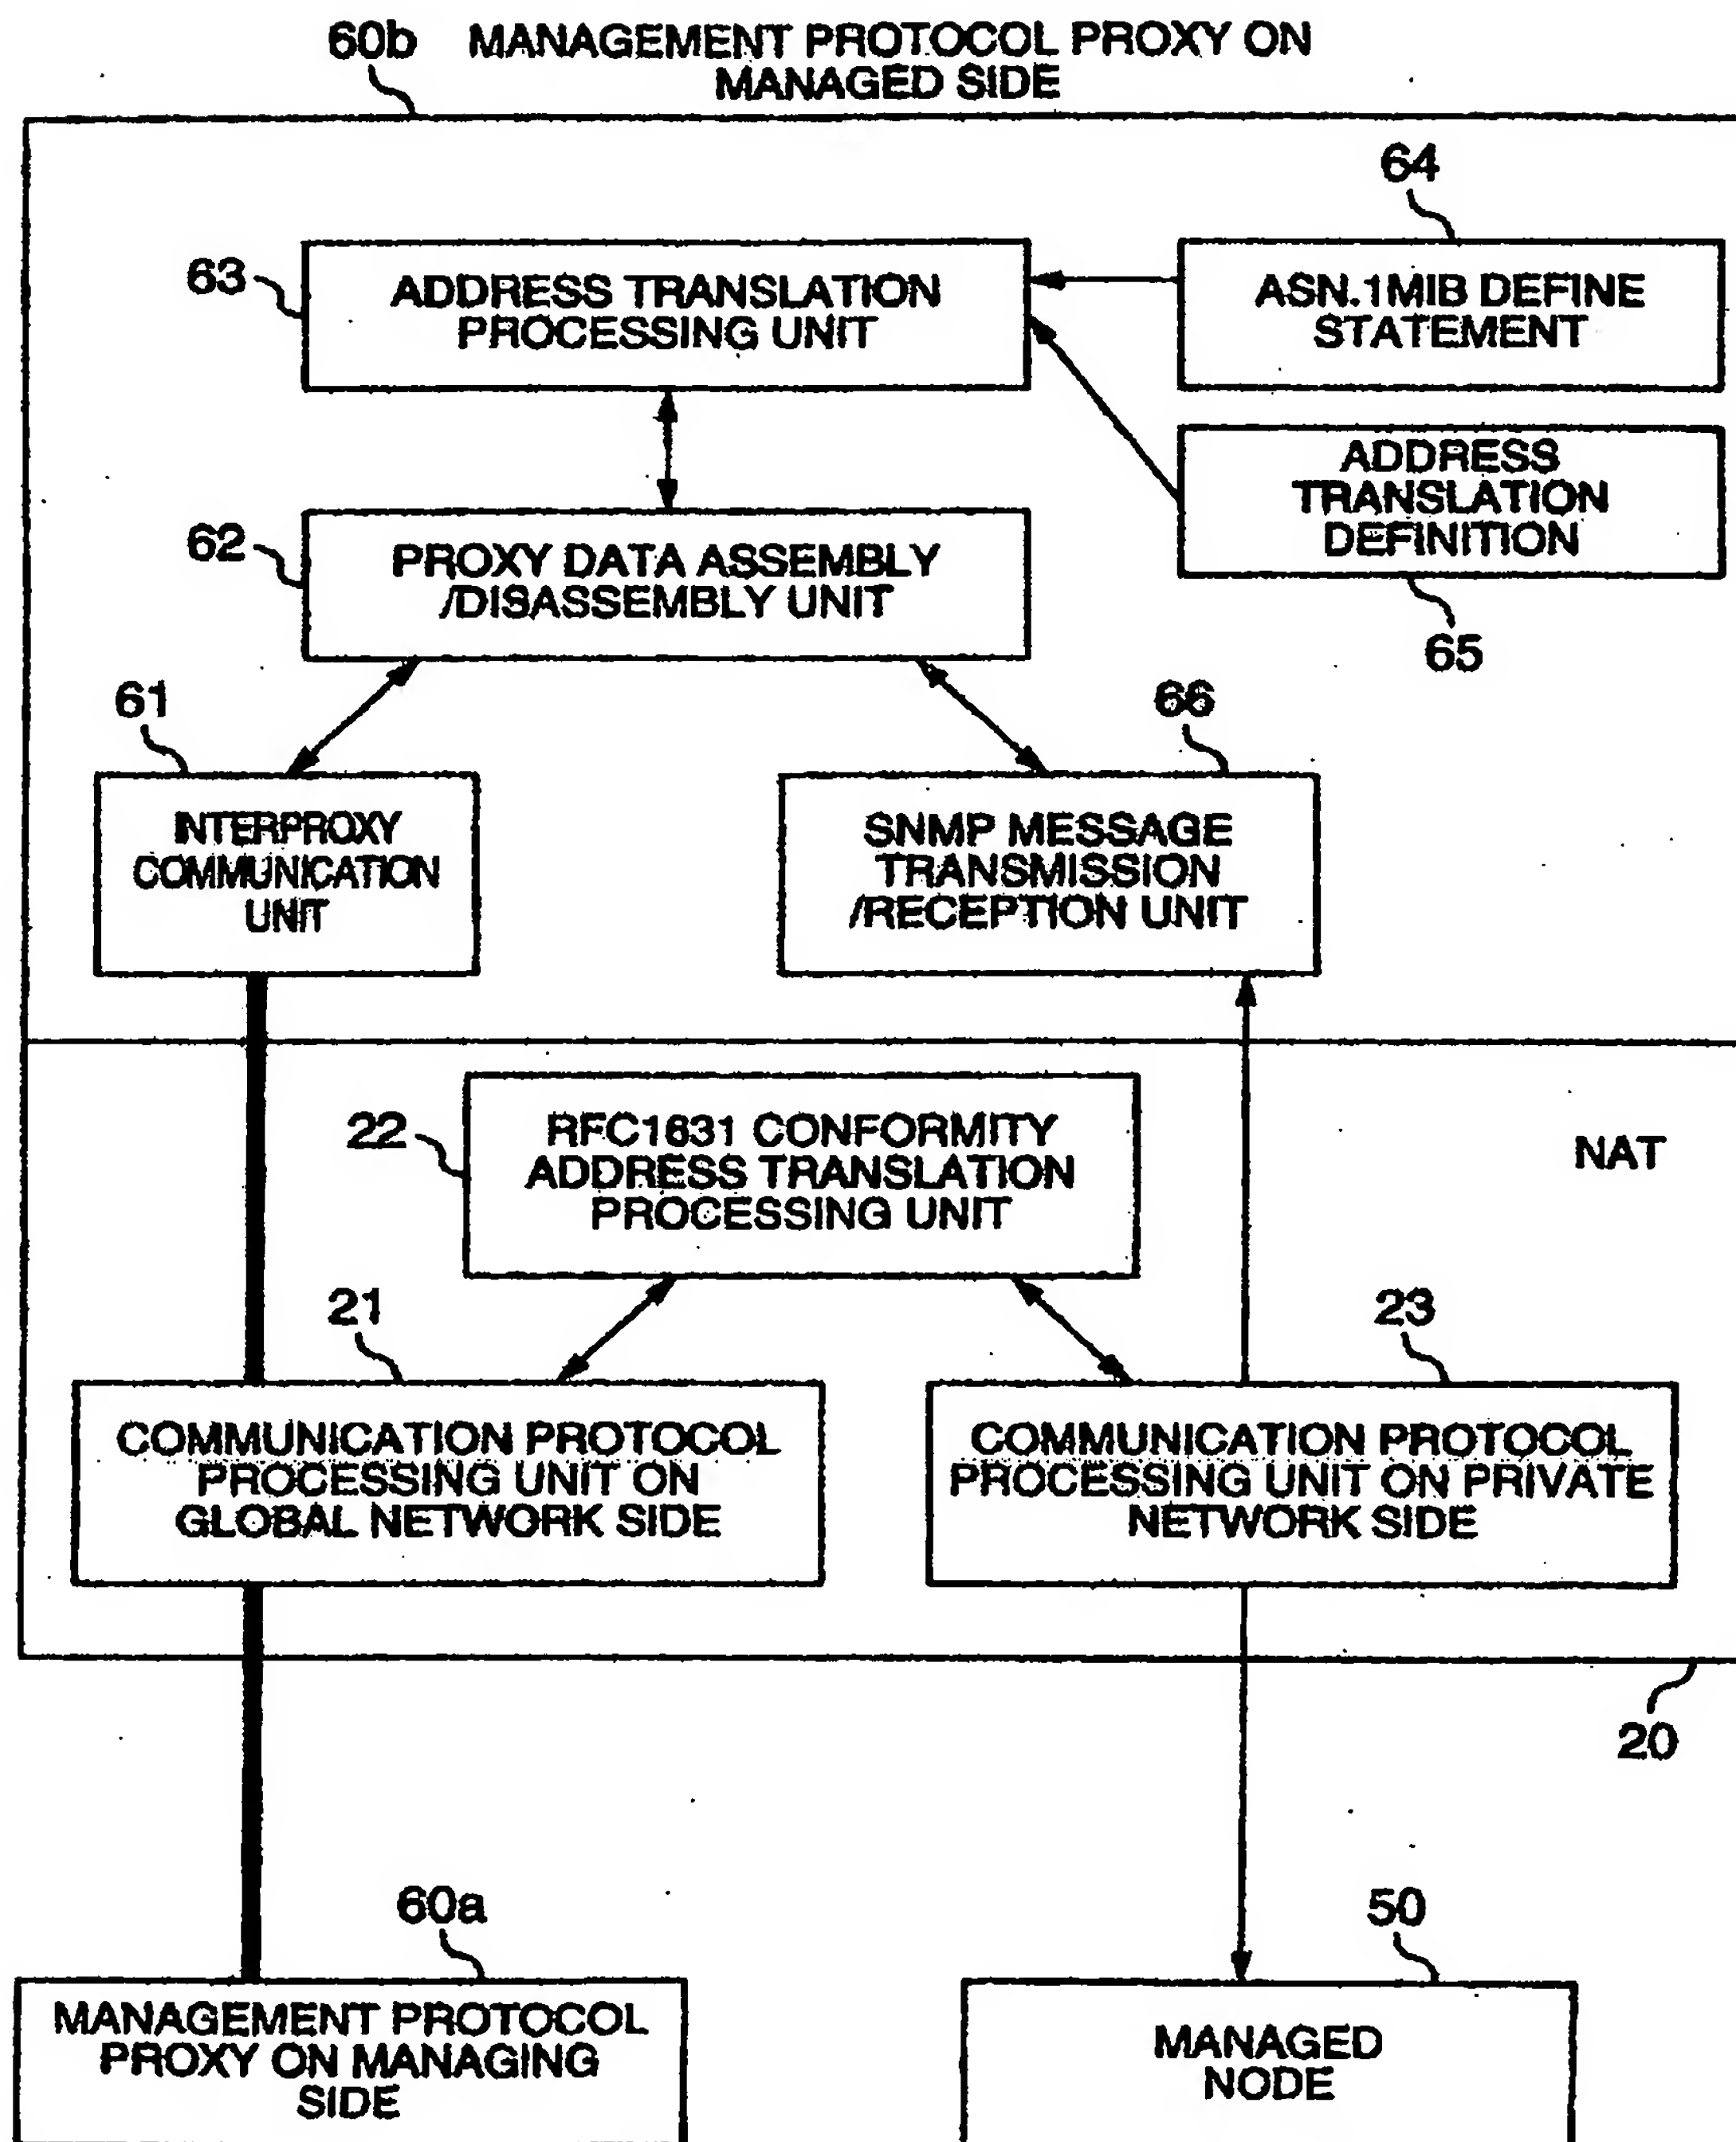 60b MANAGEMENT PROTOCOL PROXY ON
MANAGED SIDE
64
63
ADDRESS TRANSLATION
PROCESSING UNIT
ASN.1MIB DEFINE
STATEMENT
ADDRESS
TRANSLATION
DEFINITION
65
62
PROXY DATA ASSEMBLY
/DISASSEMBLY UNIT
61
66
INTERPROXY
COMMUNICATION
UNIT
SNMP MESSAGE
TRANSMISSION
/RECEPTION UNIT
22
RFC1631 CONFORMITY
ADDRESS TRANSLATION
PROCESSING UNIT
NAT
21
23
COMMUNICATION PROTOCOL
PROCESSING UNIT ON
GLOBAL NETWORK SIDE
COMMUNICATION PROTOCOL
PROCESSING UNIT ON PRIVATE
NETWORK SIDE
20
60a
50
MANAGEMENT PROTOCOL
PROXY ON MANAGING
SIDE
MANAGED
NODE